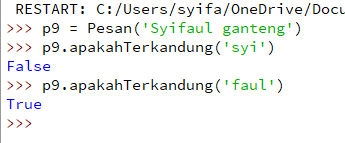 RESTART: C:/Users/syifa/OneDrive/Docu
>>> p9 = Pesan('Syifaul ganteng')
>>> p9.apakahTerkandung('syi')
False
>>> p9.apakahTerkandung('faul')
True
>>>